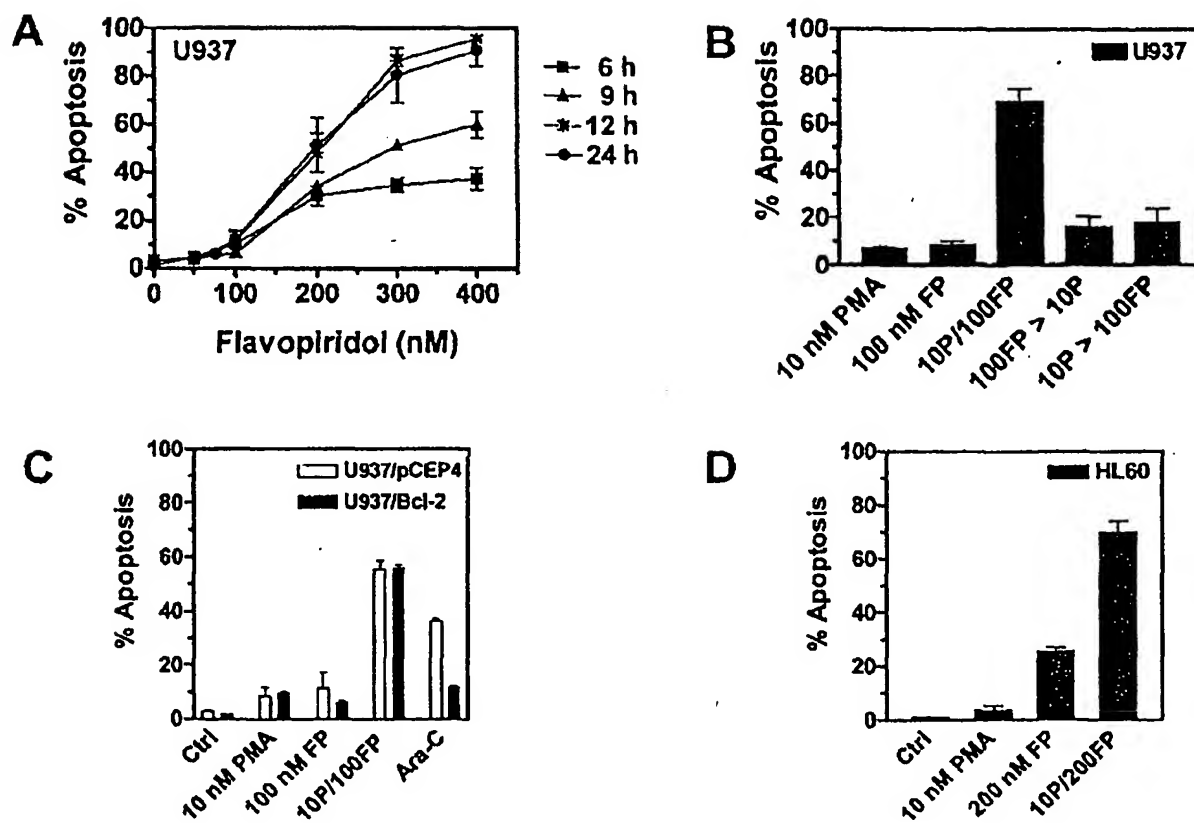 A
U937
% Apoptosis
100
80
60
40
20
0
0 100 200 300 400
Flavopiridol (nM)
6 h
9 h
12 h
24 h
B
U937
% Apoptosis
100
80
60
40
20
0
10 nM PMA
100 nM FP
10P/100FP
100FP > 10P
10P > 100FP
C
U937/pCEP4
U937/Bcl-2
% Apoptosis
100
80
60
40
20
0
Ctrl
10 nM PMA
100 nM FP
10P/100FP
Ara-C
D
HL60
% Apoptosis
100
80
60
40
20
0
Ctrl
10 nM PMA
200 nM FP
10P/200FP